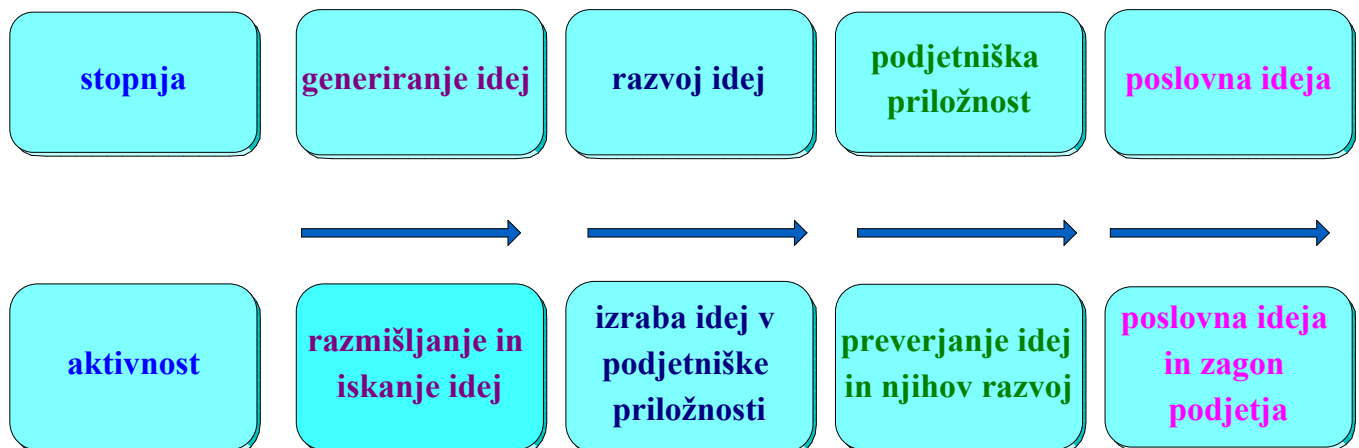 stopnja
generiranje idej
razvoj idej
podjetniška
priložnost
poslovna ideja
aktivnost
razmišljanje in
iskanje idej
izraba idej v
podjetniške
priložnosti
preverjanje idej
in njihov razvoj
poslovna ideja
in zagon
podjetja